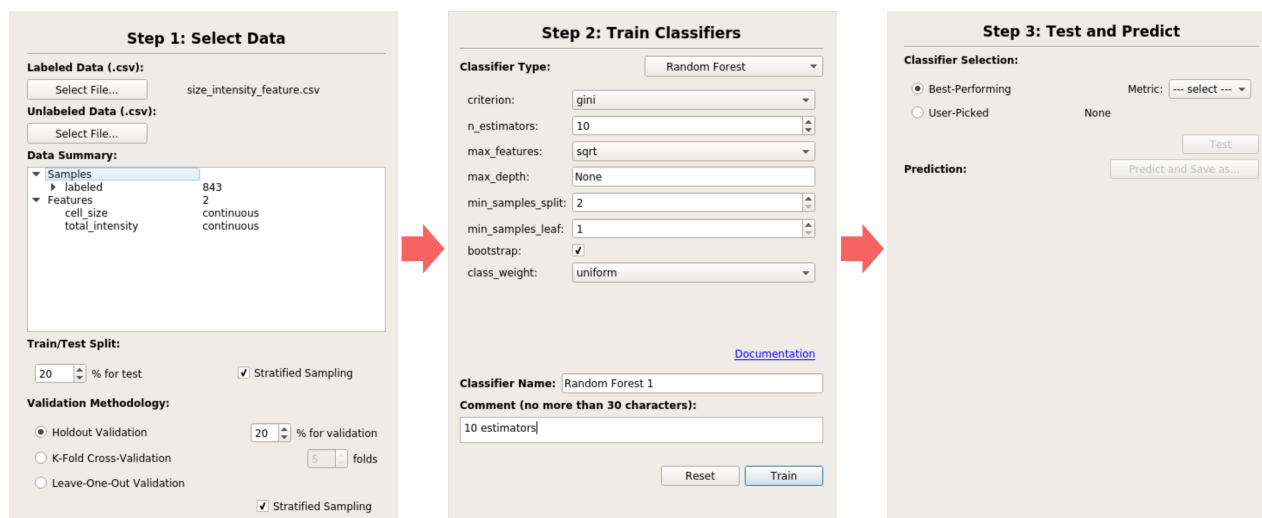 Step 1: Select Data
Labeled Data (.csv):
Select File... size_intensity_feature.csv
Unlabeled Data (.csv):
Select File...
Data Summary:
Samples
labeled 843
Features 2
cell_size continuous
total_intensity continuous
Train/Test Split:
20 % for test Stratified Sampling
Validation Methodology:
Holdout Validation 20 % for validation
K-Fold Cross-Validation 5 folds
Leave-One-Out Validation
Stratified Sampling
Step 2: Train Classifiers
Classifier Type: Random Forest
criterion: gini
n_estimators: 10
max_features: sqrt
max_depth: None
min_samples_split: 2
min_samples_leaf: 1
bootstrap:
class_weight: uniform
Documentation
Classifier Name: Random Forest 1
Comment (no more than 30 characters):
10 estimators
Reset Train
Step 3: Test and Predict
Classifier Selection:
Best-Performing Metric: --- select ---
User-Picked None
Test
Prediction: Predict and Save as...